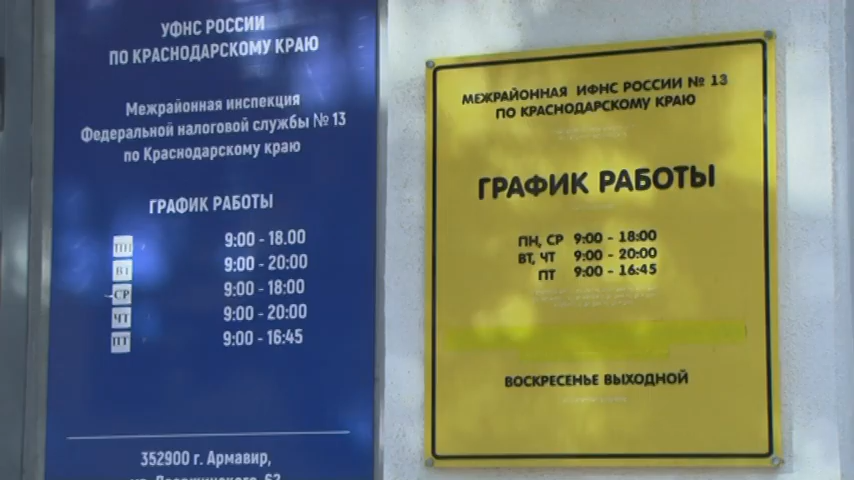 УФНС РОССИИ
ПО КРАСНОДАРСКОМУ КРАЮ
Межрайонная инспекция
Федеральной налоговой службы № 13
по Краснодарскому краю
ГРАФИК РАБОТЫ
ПН 9:00 - 18.00
ВТ 9:00 - 20:00
СР 9:00 - 18:00
ЧТ 9:00 - 20:00
ПТ 9:00 - 16:45
352900 г. Армавир,
МЕЖРАЙОННАЯ ИФНС РОССИИ № 13
ПО КРАСНОДАРСКОМУ КРАЮ
ГРАФИК РАБОТЫ
ПН, СР 9:00 - 18:00
ВТ, ЧТ 9:00 - 20:00
ПТ 9:00 - 16:45
ВОСКРЕСЕНЬЕ ВЫХОДНОЙ